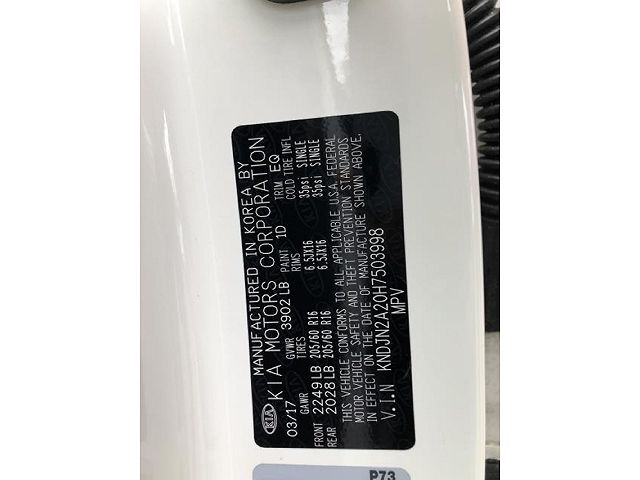 KIA
MANUFACTURED IN KOREA BY
KIA MOTORS CORPORATION
03/17 GVWR 3902 LB PAINT 1D TRIM EQ
GAWR TIRES RIMS COLD TIRE INFL
FRONT 2249 LB 205/60 R16 6.5JX16 35psi SINGLE
REAR 2028 LB 205/60 R16 6.5JX16 35psi SINGLE
THIS VEHICLE CONFORMS TO ALL APPLICABLE U.S.A. FEDERAL
MOTOR VEHICLE SAFETY AND THEFT PREVENTION STANDARDS
IN EFFECT ON THE DATE OF MANUFACTURE SHOWN ABOVE.
V.I.N KNDJN2A20H7503998
MPV
P73